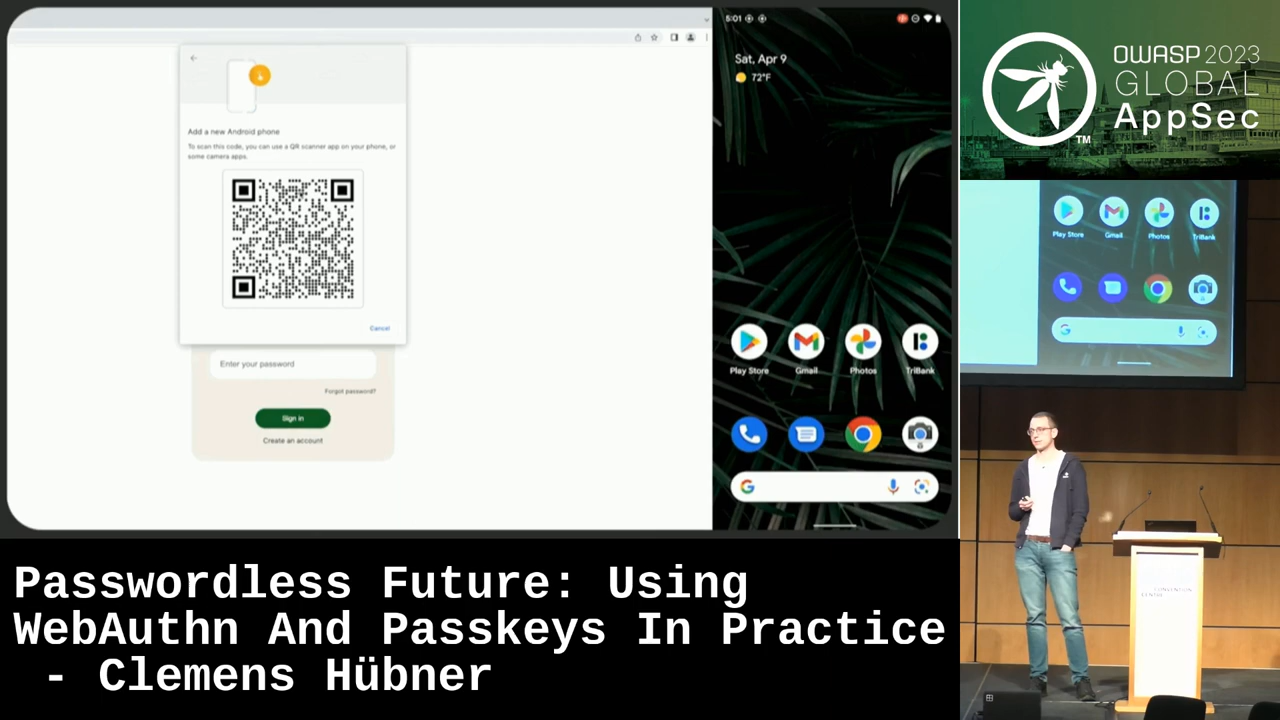 5:01
Sat, Apr 9
72°F
Add a new Android phone
To scan this code, you can use a QR scanner app on your phone, or
some camera apps.
Cancel
Enter your password
Forgot password?
Sign in
Create an account
Play Store Gmail Photos TriBank
G
OWASP 2023
GLOBAL
AppSec
TM
Play Store Gmail Photos TriBank
G
CONVENTION
CENTRE
Passwordless Future: Using
WebAuthn And Passkeys In Practice
- Clemens Hübner